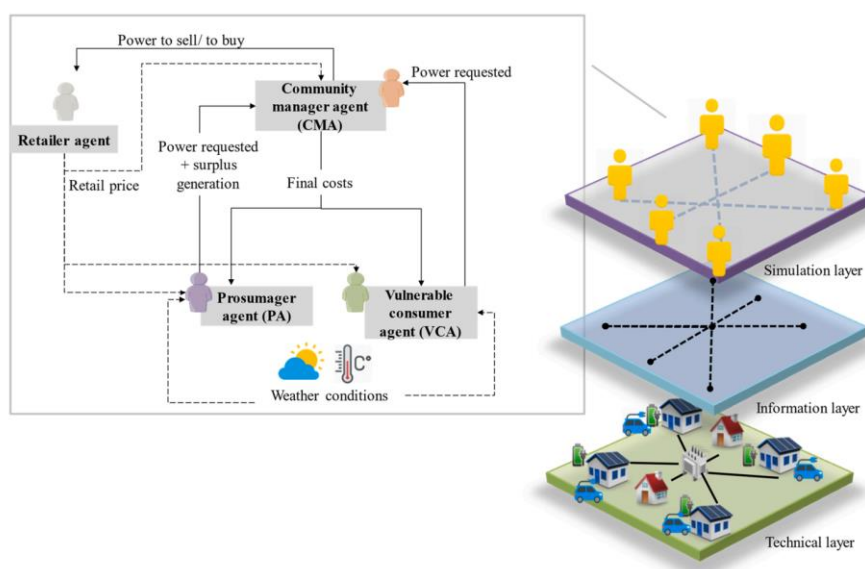 Power to sell/ to buy
Power requested
Community
manager agent
(CMA)
Retailer agent
Power requested
+ surplus
generation
Retail price
Final costs
Simulation layer
Prosumager
agent (PA)
Vulnerable
consumer
agent (VCA)
C°
Weather conditions
Information layer
Technical layer